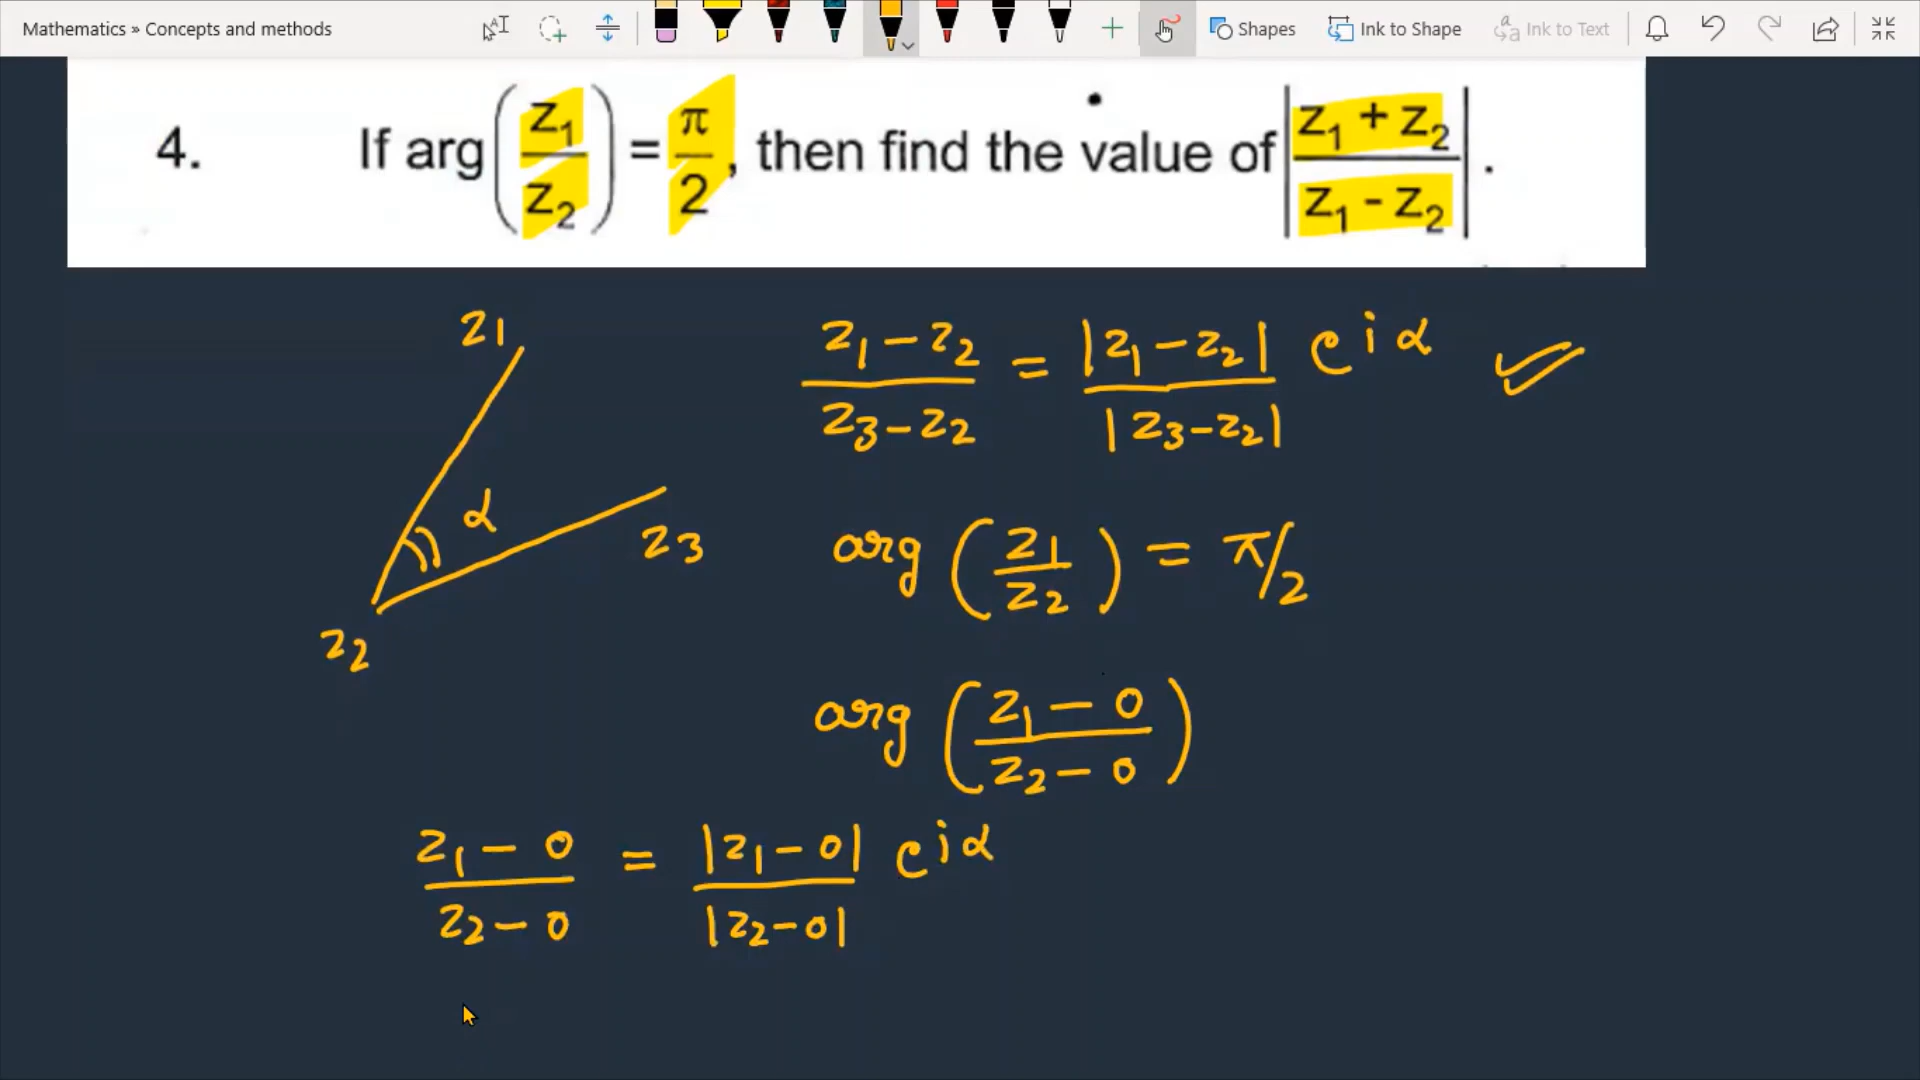 Mathematics » Concepts and methods
Shapes
Ink to Shape
Ink to Text
4. If arg(z₁/z₂) = π/2, then find the value of |(z₁ + z₂)/(z₁ - z₂)|.
z₁
α
z₃
z₂
(z₁ − z₂)/(z₃ − z₂) = |z₁ − z₂|/|z₃ − z₂| e^{iα}
arg(z₁/z₂) = π/2
arg((z₁ − 0)/(z₂ − 0))
(z₁ − 0)/(z₂ − 0) = |z₁ − 0|/|z₂ − 0| e^{iα}